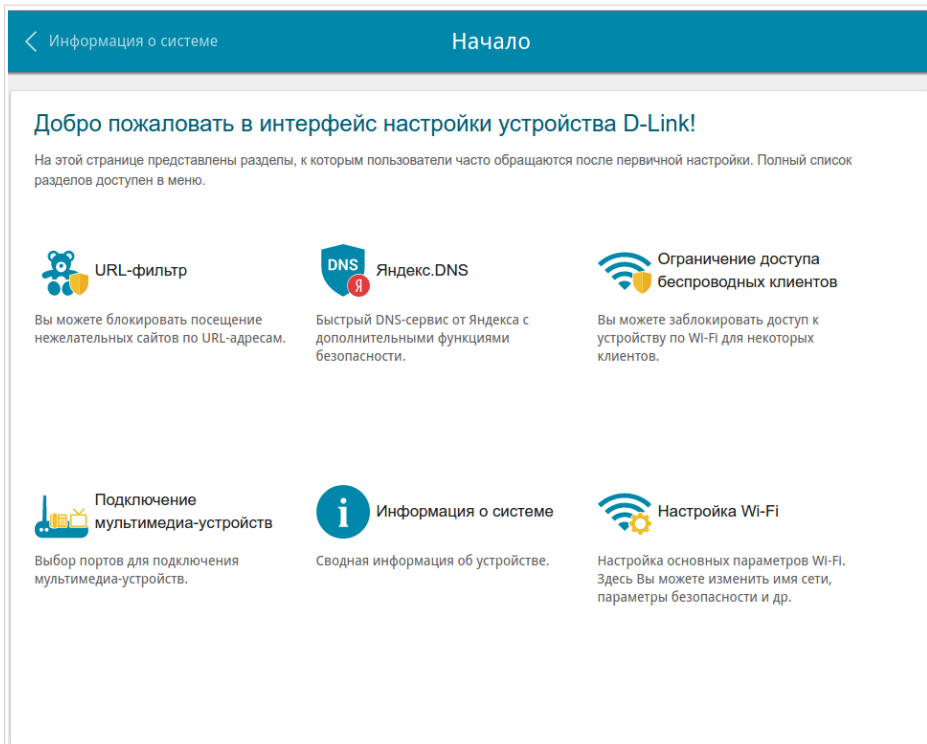 Информация о системе
Начало
Добро пожаловать в интерфейс настройки устройства D-Link!
На этой странице представлены разделы, к которым пользователи часто обращаются после первичной настройки. Полный список
разделов доступен в меню.
URL-фильтр
Вы можете блокировать посещение
нежелательных сайтов по URL-адресам.
DNS
Я
Яндекс.DNS
Быстрый DNS-сервис от Яндекса с
дополнительными функциями
безопасности.
Ограничение доступа
беспроводных клиентов
Вы можете заблокировать доступ к
устройству по Wi-Fi для некоторых
клиентов.
Подключение
мультимедиа-устройств
Выбор портов для подключения
мультимедиа-устройств.
i
Информация о системе
Сводная информация об устройстве.
Настройка Wi-Fi
Настройка основных параметров Wi-Fi.
Здесь Вы можете изменить имя сети,
параметры безопасности и др.